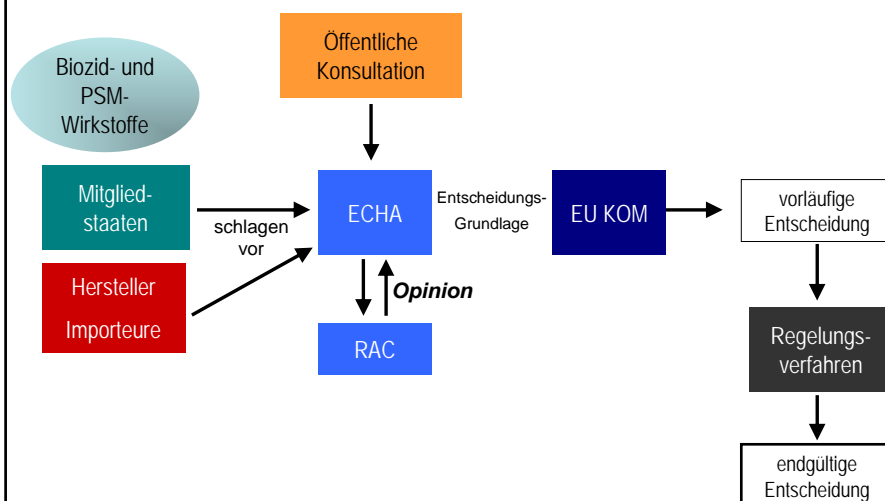 Öffentliche
Konsultation
Biozid- und
PSM-
Wirkstoffe
Mitglied-
staaten
schlagen
vor
Hersteller
Importeure
ECHA
Opinion
RAC
Entscheidungs-
Grundlage
EU KOM
vorläufige
Entscheidung
Regelungs-
verfahren
endgültige
Entscheidung